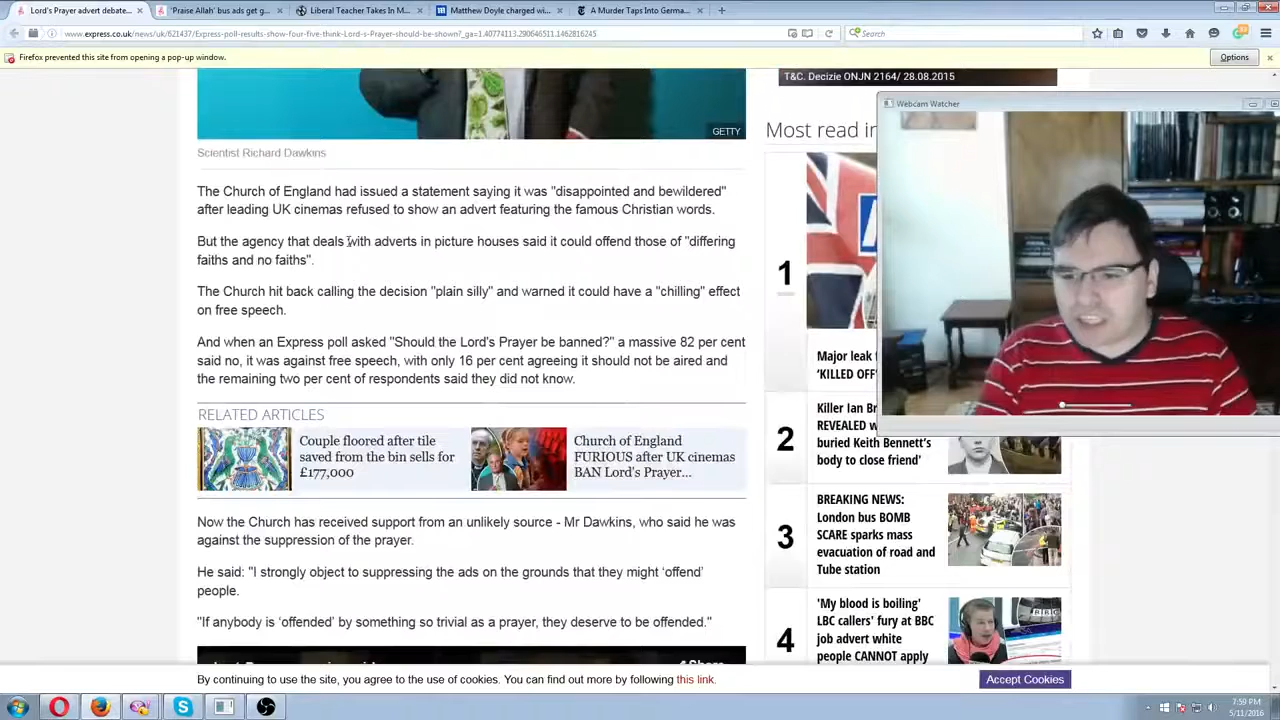 Lord's Prayer advert debate...
'Praise Allah' bus ads get g
Liberal Teacher Takes In M...
Matthew Doyle charged wi...
A Murder Taps Into Germa...
www.express.co.uk/news/uk/621437/Express-poll-results-show-four-five-think-Lord-s-Prayer-should-be-shown?_ga=1.40774113.290646511.1462816245
Search
Firefox prevented this site from opening a pop-up window.
Options
T&C. Decizie ONJN 2164/ 28.08.2015
Webcam Watcher
GETTY
Scientist Richard Dawkins
The Church of England had issued a statement saying it was "disappointed and bewildered"
after leading UK cinemas refused to show an advert featuring the famous Christian words.
But the agency that deals with adverts in picture houses said it could offend those of "differing
faiths and no faiths".
The Church hit back calling the decision "plain silly" and warned it could have a "chilling" effect
on free speech.
And when an Express poll asked "Should the Lord's Prayer be banned?" a massive 82 per cent
said no, it was against free speech, with only 16 per cent agreeing it should not be aired and
the remaining two per cent of respondents said they did not know.
RELATED ARTICLES
Couple floored after tile
saved from the bin sells for
£177,000
Church of England
FURIOUS after UK cinemas
BAN Lord's Prayer...
Now the Church has received support from an unlikely source - Mr Dawkins, who said he was
against the suppression of the prayer.
He said: "I strongly object to suppressing the ads on the grounds that they might 'offend'
people.
"If anybody is 'offended' by something so trivial as a prayer, they deserve to be offended."
Share
Most read in
1
Major leak
'KILLED OFF'
2
Killer Ian Br
REVEALED w
buried Keith Bennett's
body to close friend'
3
BREAKING NEWS:
London bus BOMB
SCARE sparks mass
evacuation of road and
Tube station
4
'My blood is boiling'
LBC callers' fury at BBC
job advert white
people CANNOT apply
By continuing to use the site, you agree to the use of cookies. You can find out more by following this link.
Accept Cookies
7:59 PM
5/11/2016